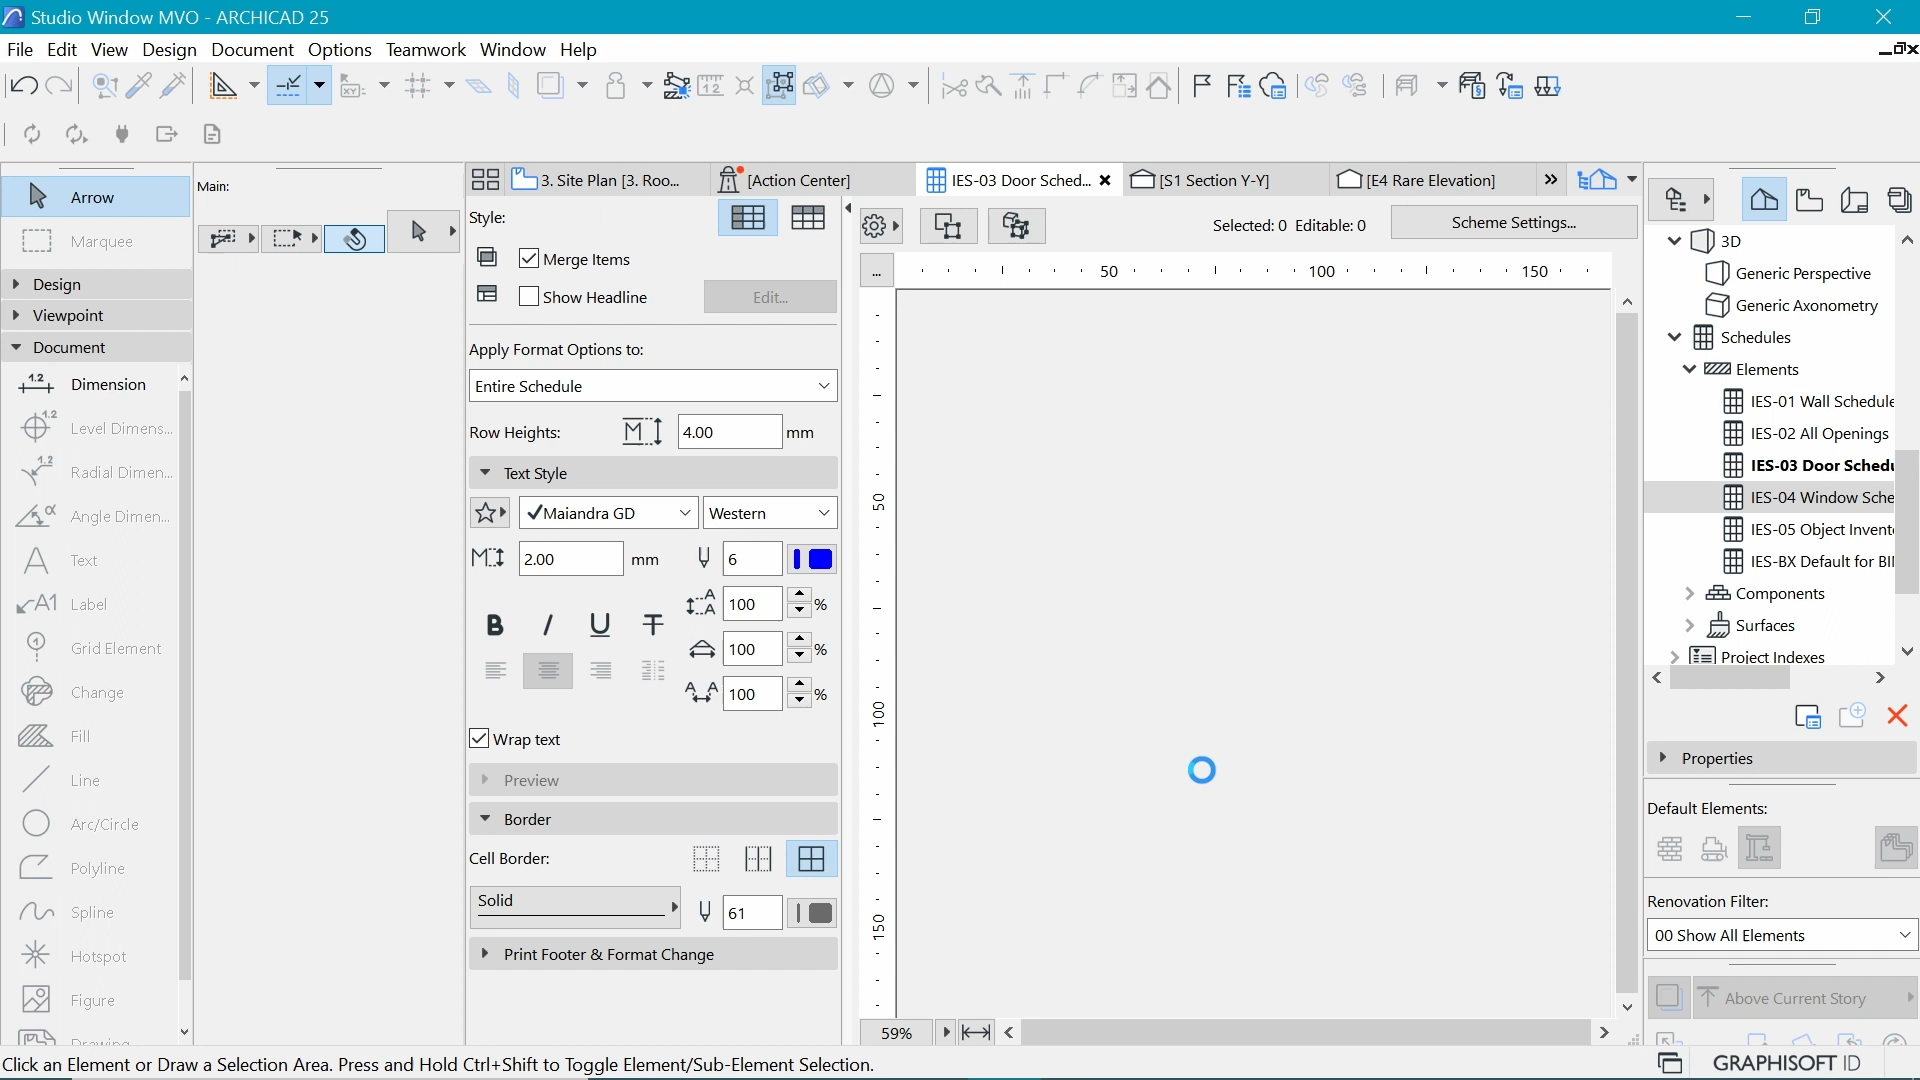 Studio Window MVO - ARCHICAD 25
File Edit View Design Document Options Teamwork Window Help
Arrow
Marquee
Design
Viewpoint
Document
Dimension
Level Dimens...
Radial Dimen...
Angle Dimen...
Text
Label
Grid Element
Change
Fill
Line
Arc/Circle
Polyline
Spline
Hotspot
Figure
Drawing
Main:
3. Site Plan [3. Roo...
[Action Center]
IES-03 Door Sched...
[S1 Section Y-Y]
[E4 Rare Elevation]
Style:
Merge Items
Show Headline
Edit...
Apply Format Options to:
Entire Schedule
Row Heights:
4.00 mm
Text Style
Maiandra GD
Western
2.00 mm
6
100 %
100 %
100 %
Wrap text
Preview
Border
Cell Border:
Solid
61
Print Footer & Format Change
Selected: 0 Editable: 0
Scheme Settings...
...
50 100 150
50
100
150
59%
3D
Generic Perspective
Generic Axonometry
Schedules
Elements
IES-01 Wall Schedule
IES-02 All Openings
IES-03 Door Schedu
IES-04 Window Sche
IES-05 Object Invent
IES-BX Default for BI
Components
Surfaces
Project Indexes
Properties
Default Elements:
Renovation Filter:
00 Show All Elements
Above Current Story
Click an Element or Draw a Selection Area. Press and Hold Ctrl+Shift to Toggle Element/Sub-Element Selection.
GRAPHISOFT ID